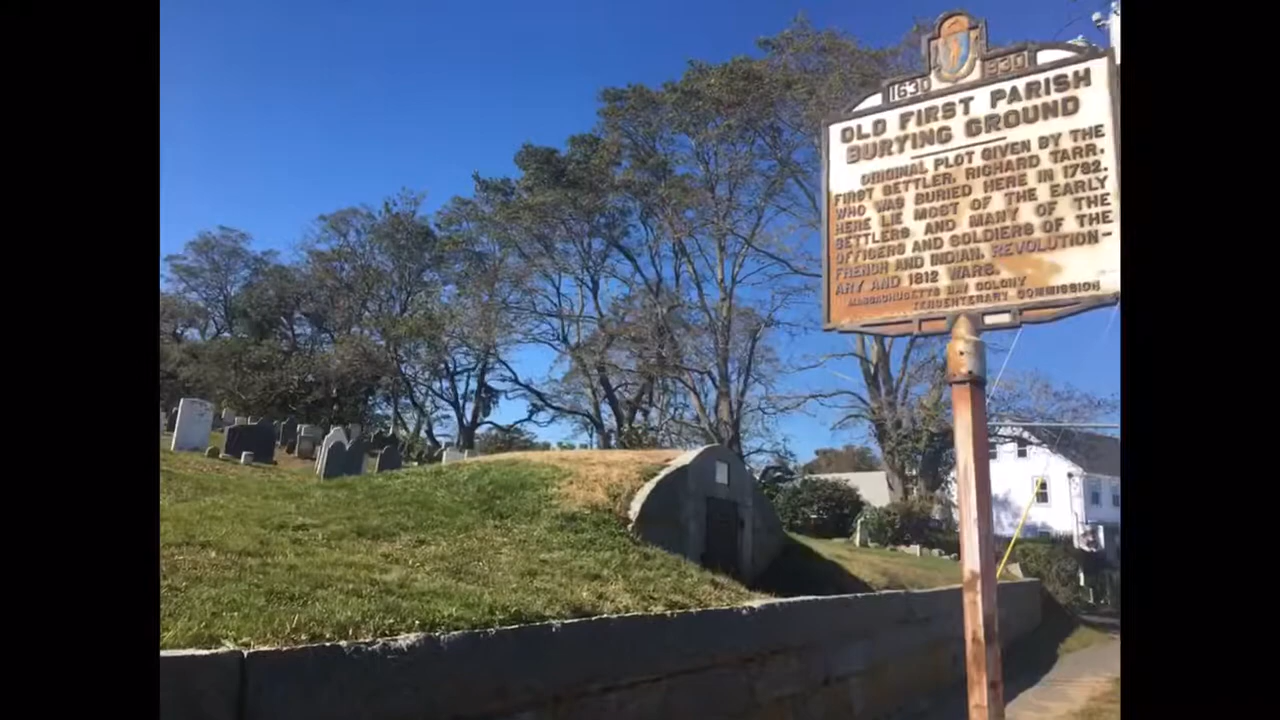 1630 1930
OLD FIRST PARISH
BURYING GROUND
ORIGINAL PLOT GIVEN BY THE
FIRST SETTLER, RICHARD TARR,
WHO WAS BURIED HERE IN 1732.
HERE LIE MOST OF THE EARLY
SETTLERS AND MANY OF THE
OFFICERS AND SOLDIERS OF THE
FRENCH AND INDIAN, REVOLUTION-
ARY AND 1812 WARS.
MASSACHUSETTS BAY COLONY
TERCENTENARY COMMISSION